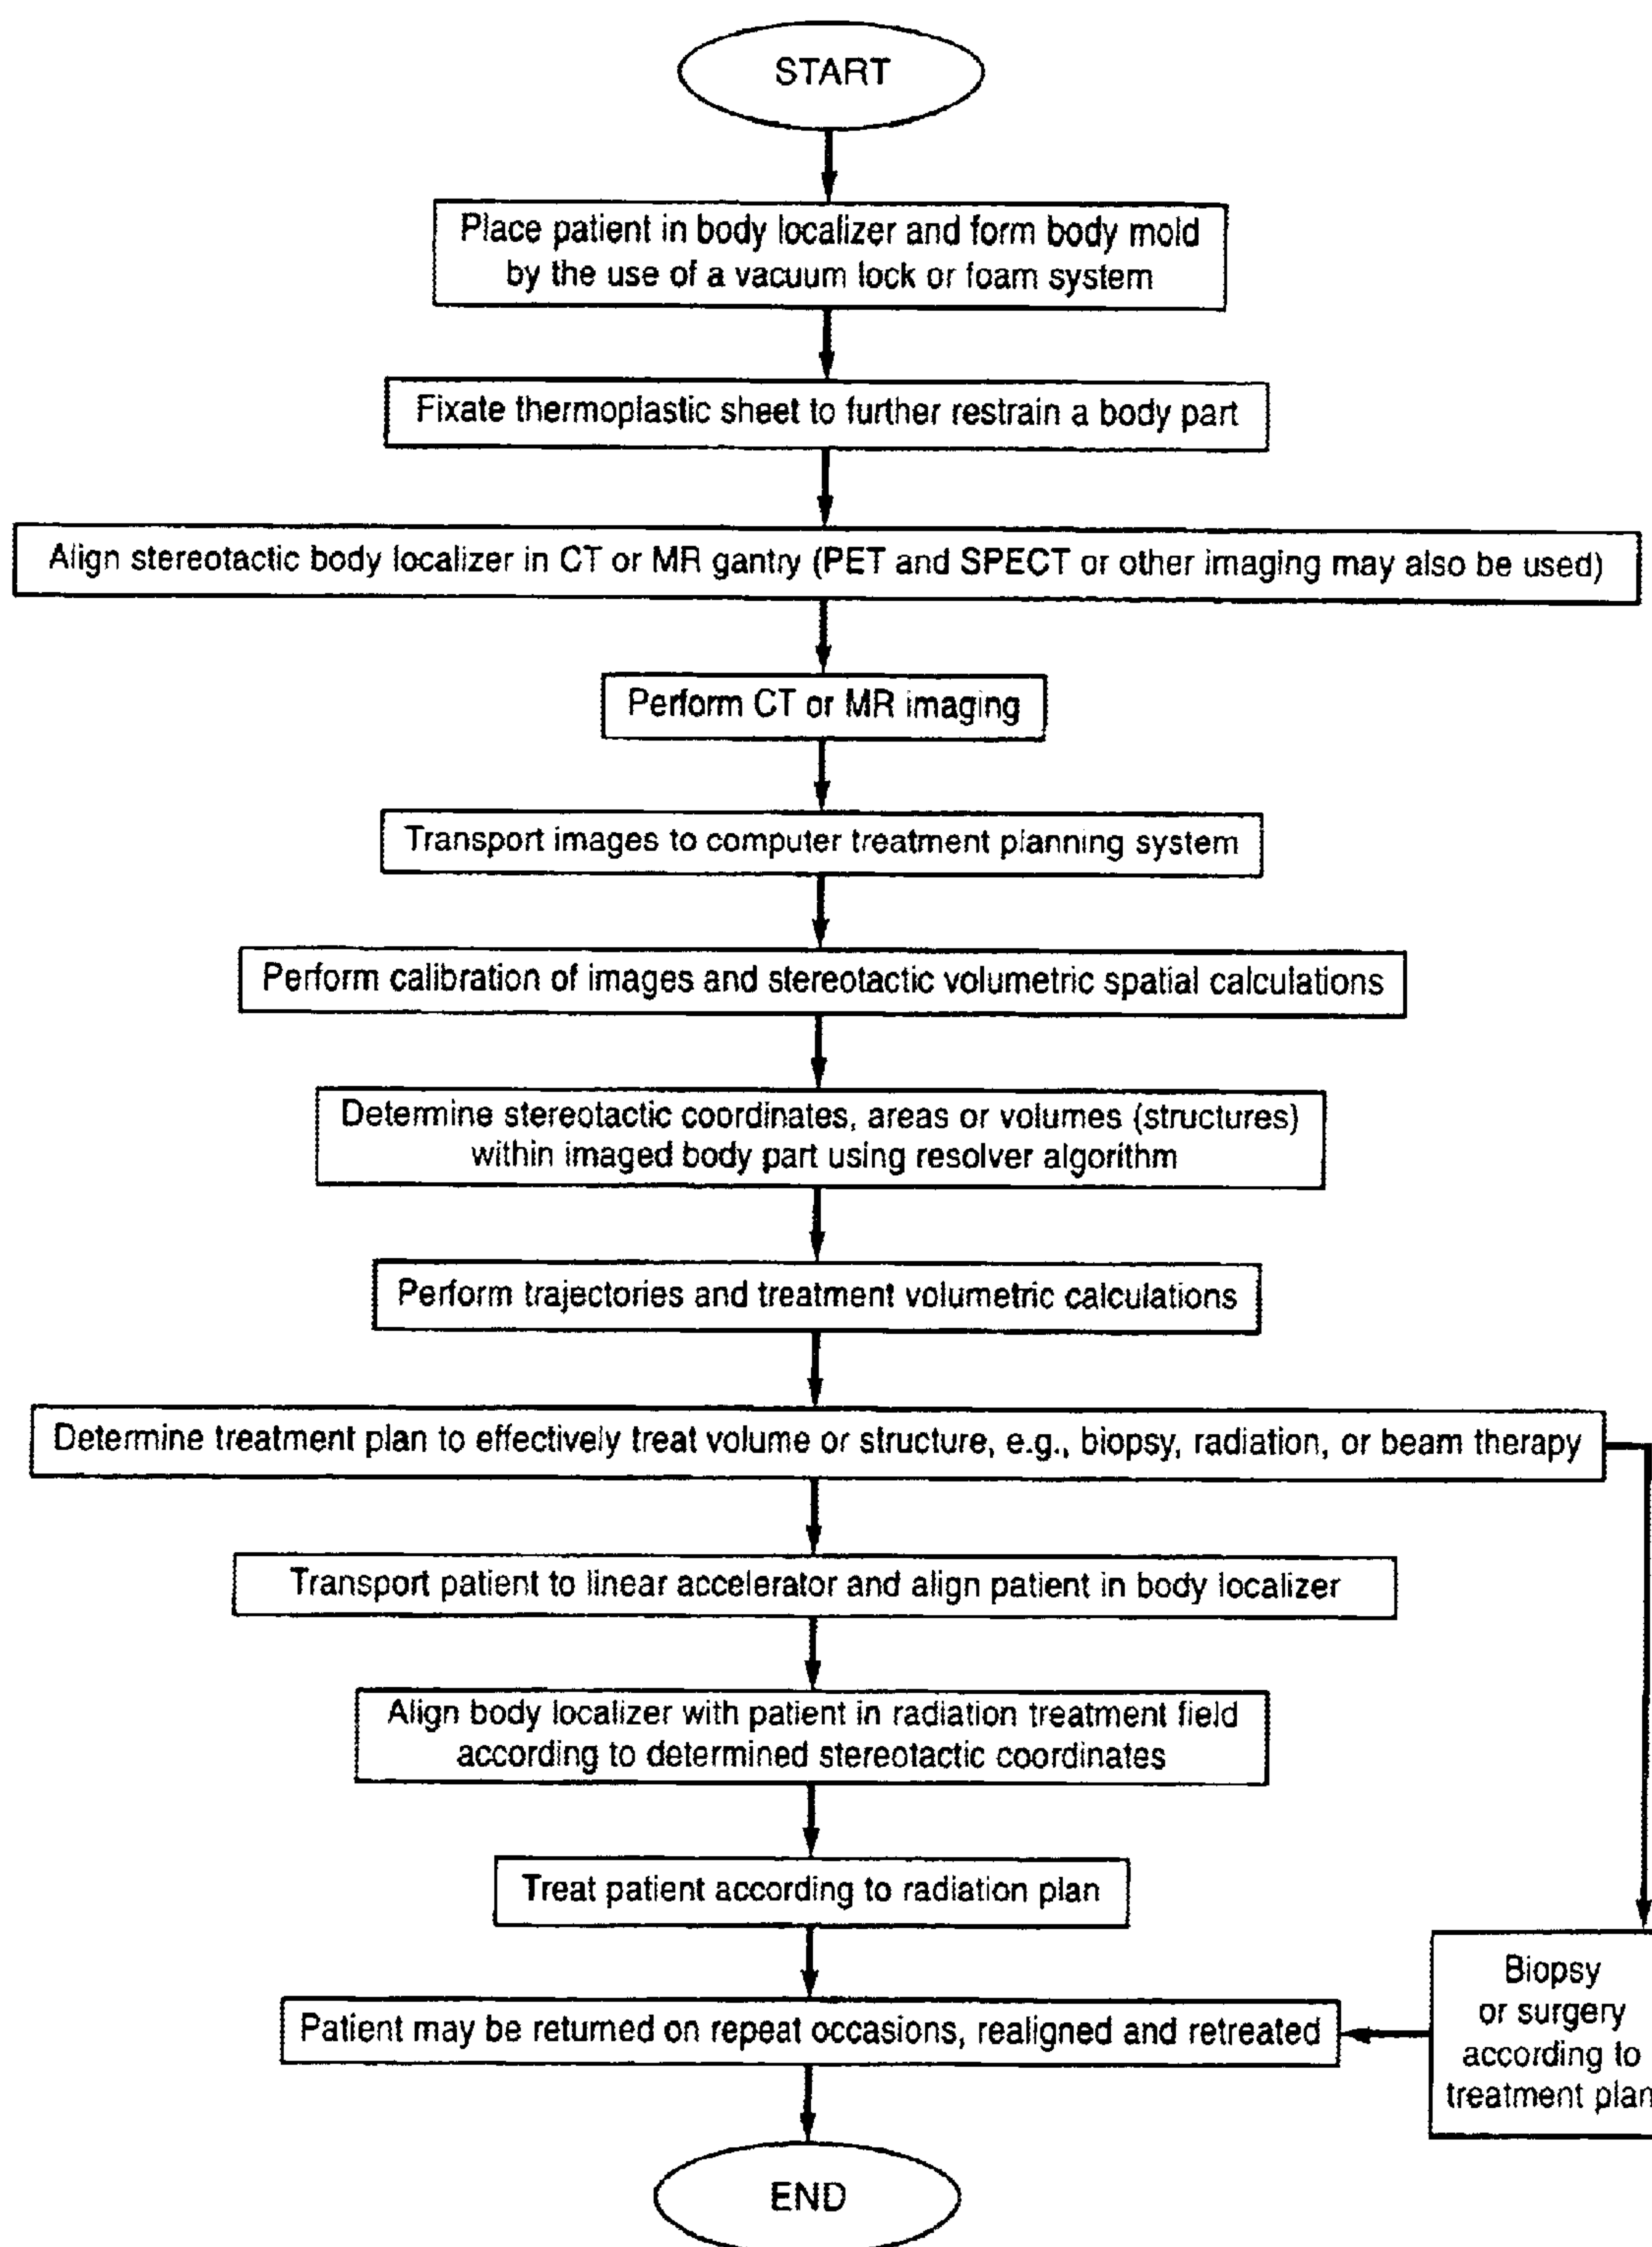 START
Place patient in body localizer and form body mold
by the use of a vacuum lock or foam system
Fixate thermoplastic sheet to further restrain a body part
Align stereotactic body localizer in CT or MR gantry (PET and SPECT or other imaging may also be used)
Perform CT or MR imaging
Transport images to computer treatment planning system
Perform calibration of images and stereotactic volumetric spatial calculations
Determine stereotactic coordinates, areas or volumes (structures)
within imaged body part using resolver algorithm
Perform trajectories and treatment volumetric calculations
Determine treatment plan to effectively treat volume or structure, e.g., biopsy, radiation, or beam therapy
Transport patient to linear accelerator and align patient in body localizer
Align body localizer with patient in radiation treatment field
according to determined stereotactic coordinates
Treat patient according to radiation plan
Patient may be returned on repeat occasions, realigned and retreated
Biopsy
or surgery
according to
treatment plan
END